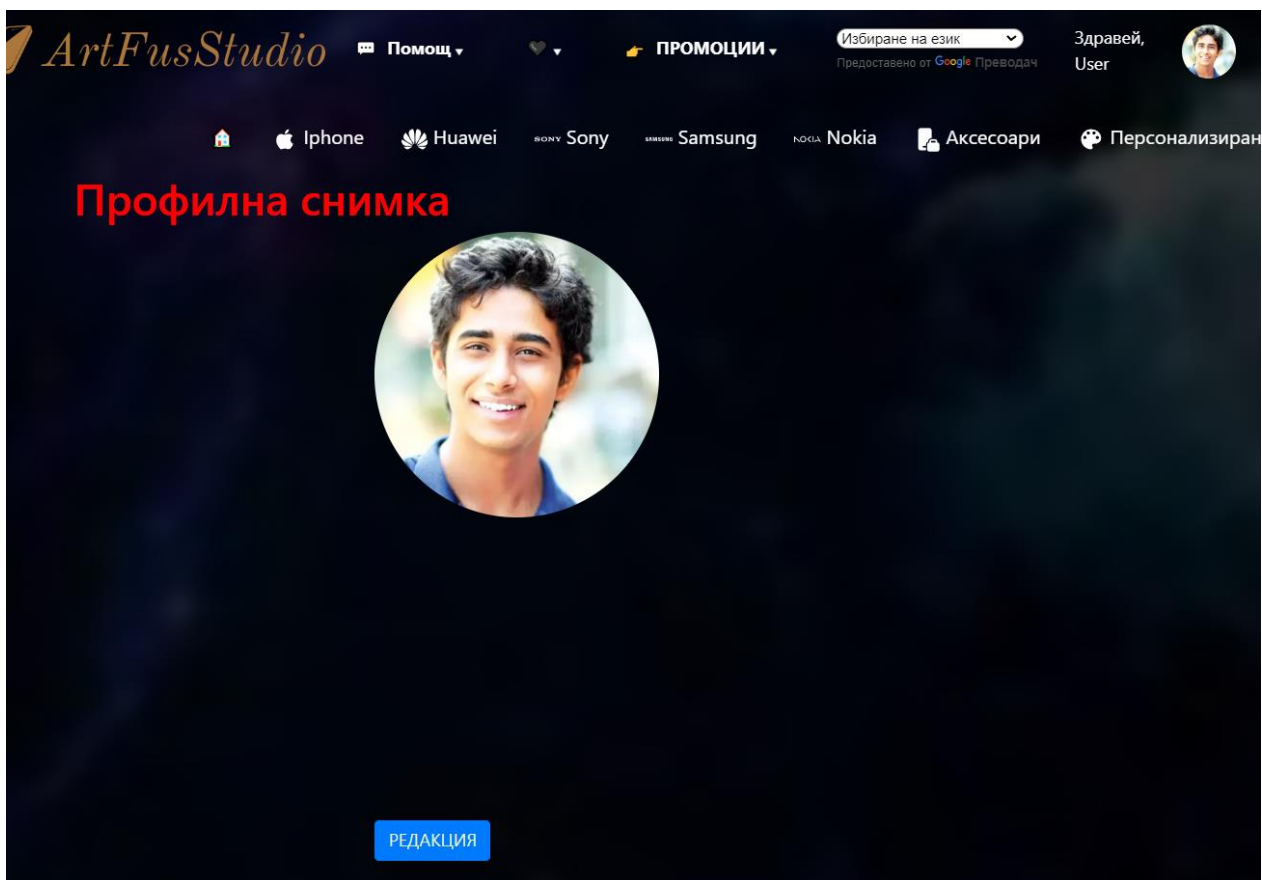 ArtFusStudio
Помощ
ПРОМОЦИИ
Избиране на език
Предоставено от Google Преводач
Здравей,
User
Iphone
Huawei
SONY Sony
SAMSUNG Samsung
NOKIA Nokia
Аксесоари
Персонализиран
Профилна снимка
РЕДАКЦИЯ